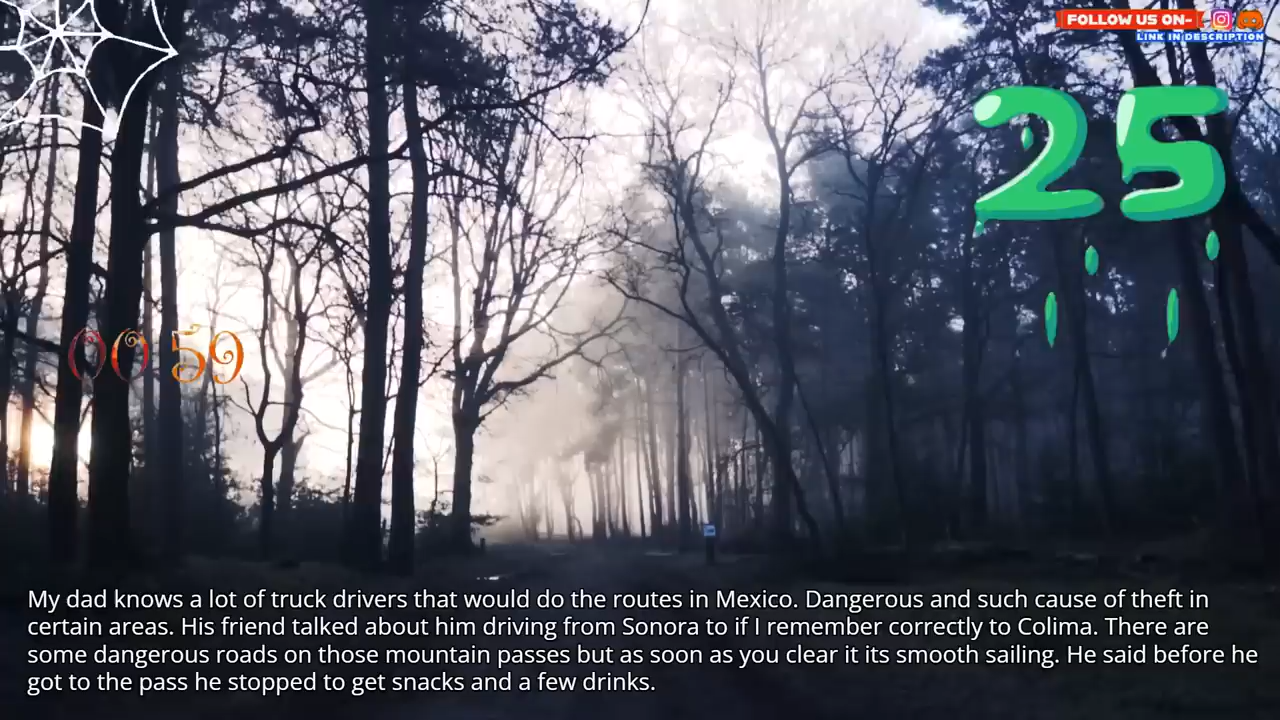 FOLLOW US ON-
LINK IN DESCRIPTION
25
00 59
My dad knows a lot of truck drivers that would do the routes in Mexico. Dangerous and such cause of theft in
certain areas. His friend talked about him driving from Sonora to if I remember correctly to Colima. There are
some dangerous roads on those mountain passes but as soon as you clear it its smooth sailing. He said before he
got to the pass he stopped to get snacks and a few drinks.